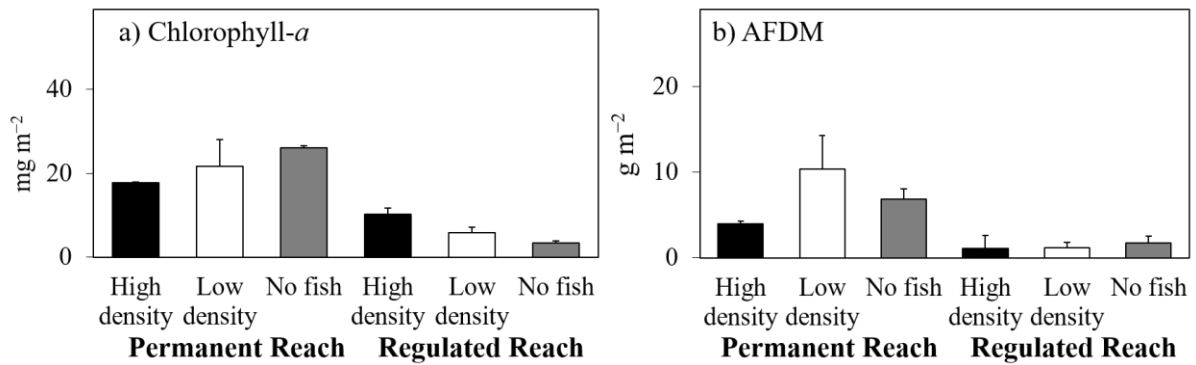 a) Chlorophyll-a
mg m⁻²
40
20
0
High density
Low density
No fish
High density
Low density
No fish
Permanent Reach
Regulated Reach
b) AFDM
g m⁻²
20
10
0
High density
Low density
No fish
High density
Low density
No fish
Permanent Reach
Regulated Reach